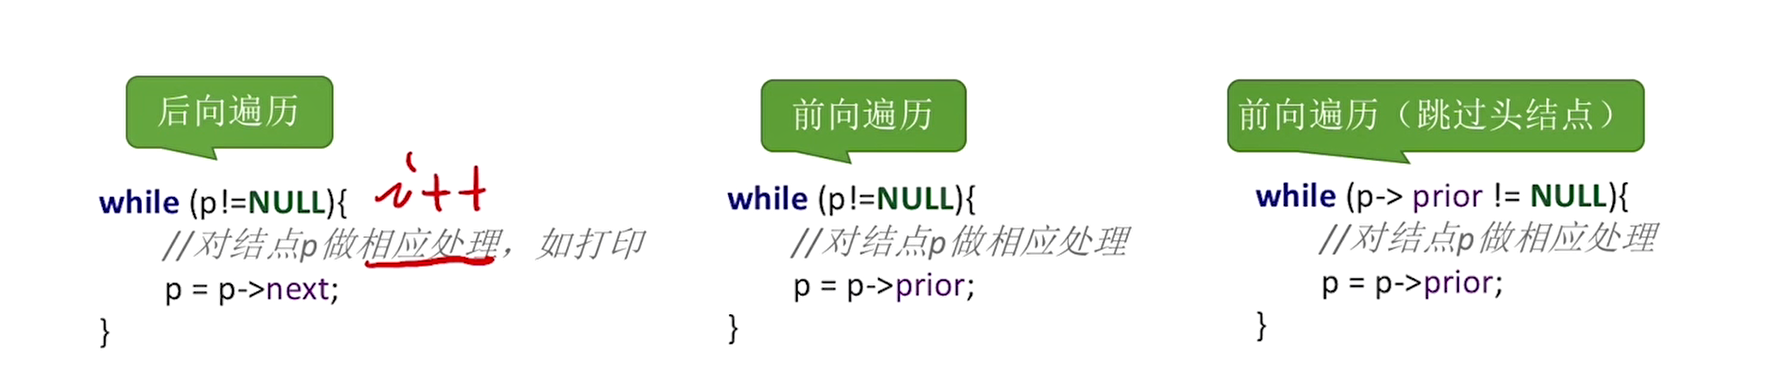 后向遍历
while (p!=NULL){ i++
//对结点p做相应处理，如打印
p = p->next;
}
前向遍历
while (p!=NULL){
//对结点p做相应处理
p = p->prior;
}
前向遍历（跳过头结点）
while (p-> prior != NULL){
//对结点p做相应处理
p = p->prior;
}